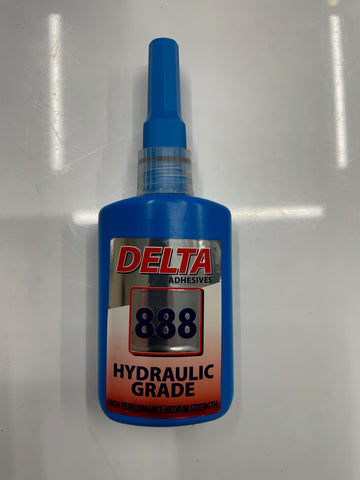 DELTA
ADHESIVES
888
HYDRAULIC
GRADE
HIGH PERFORMANCE MEDIUM STRENGTH